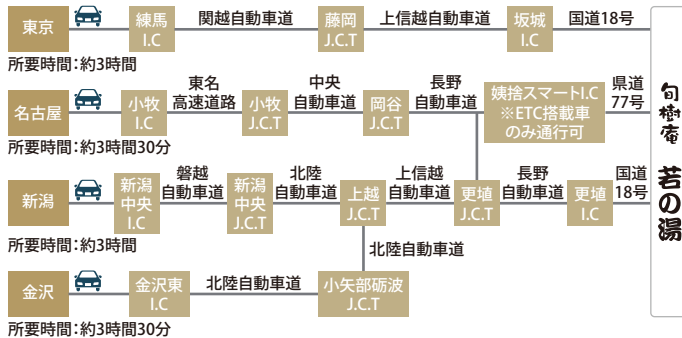 東京
練馬
I.C
関越自動車道
藤岡
J.C.T
上信越自動車道
坂城
I.C
国道18号
所要時間：約3時間
名古屋
小牧
I.C
東名
高速道路
小牧
J.C.T
中央
自動車道
岡谷
J.C.T
長野
自動車道
姨捨スマートI.C
※ETC搭載車
のみ通行可
県道
77号
所要時間：約3時間30分
新潟
新潟
中央
I.C
磐越
自動車道
新潟
中央
J.C.T
北陸
自動車道
上越
J.C.T
上信越
自動車道
更埴
J.C.T
長野
自動車道
更埴
I.C
国道
18号
所要時間：約3時間
北陸自動車道
金沢
金沢東
I.C
北陸自動車道
小矢部砺波
J.C.T
所要時間：約3時間30分
旬樹庵 若の湯